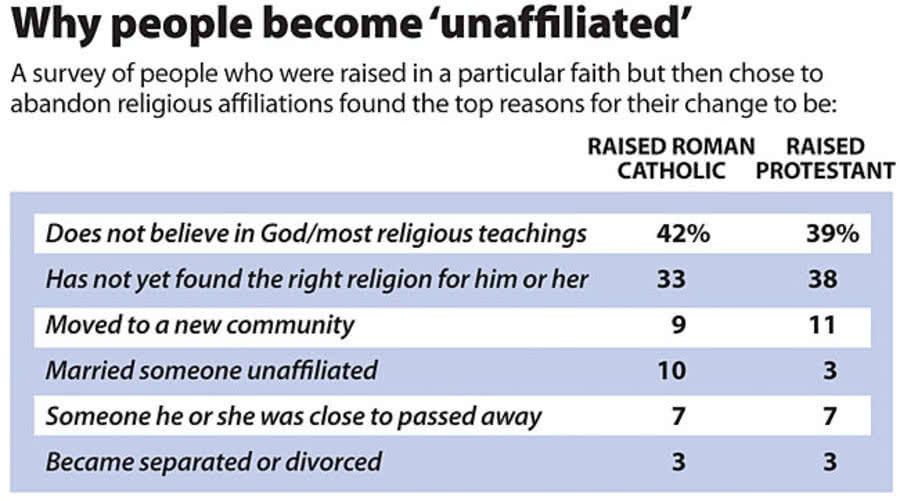 Why people become ‘unaffiliated’
A survey of people who were raised in a particular faith but then chose to
abandon religious affiliations found the top reasons for their change to be:
RAISED ROMAN CATHOLIC RAISED PROTESTANT
Does not believe in God/most religious teachings 42% 39%
Has not yet found the right religion for him or her 33 38
Moved to a new community 9 11
Married someone unaffiliated 10 3
Someone he or she was close to passed away 7 7
Became separated or divorced 3 3